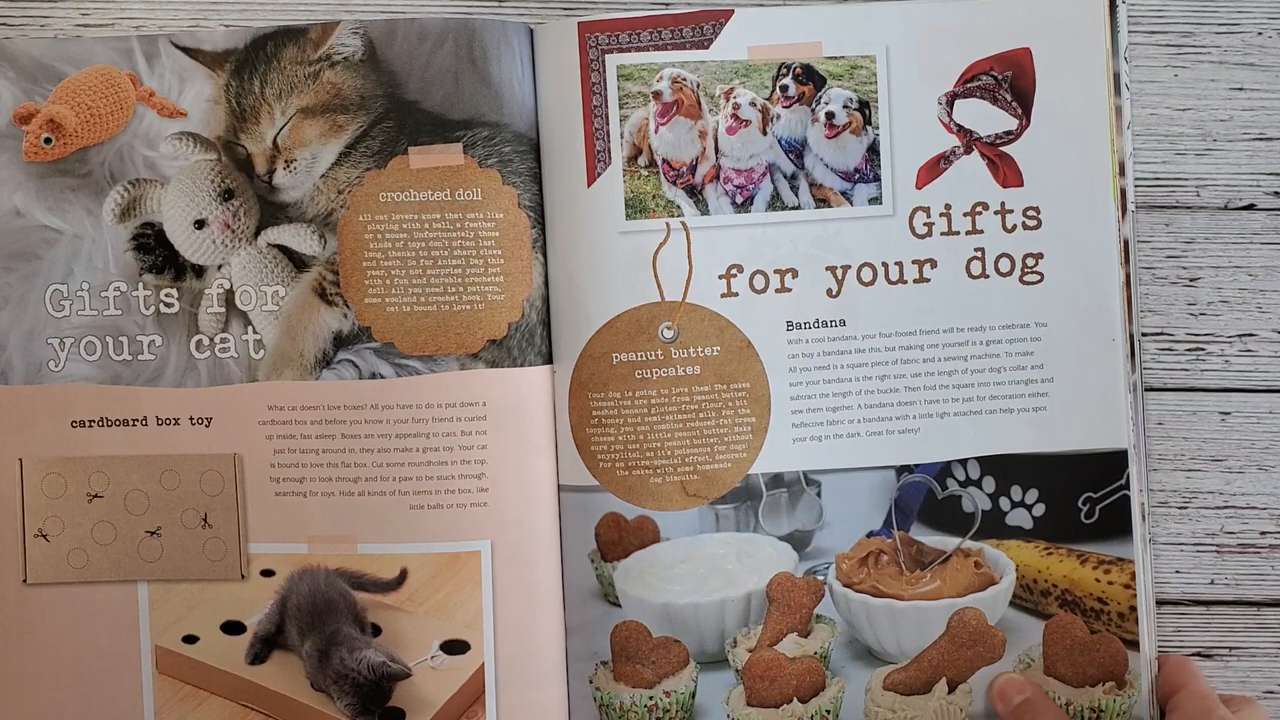 Gifts for
your cat
crocheted doll
All cat lovers know that cats like
playing with a ball, a feather
or a mouse. Unfortunately those
kinds of toys don't often last
long, thanks to cats' sharp claws
and teeth. So for Animal Day this
year, why not surprise your pet
with a fun and durable crocheted
doll. All you need is a pattern,
some wooland a crochet hook. Your
cat is bound to love it!
cardboard box toy
What cat doesn't love boxes? All you have to do is put down a
cardboard box and before you know it your furry friend is curled
up inside, fast asleep. Boxes are very appealing to cats. But not
just for lazing around in, they also make a great toy. Your cat
is bound to love this flat box. Cut some roundholes in the top,
big enough to look through and for a paw to be stuck through,
searching for toys. Hide all kinds of fun items in the box, like
little balls or toy mice.
Gifts
for your dog
Bandana
With a cool bandana, your four-footed friend will be ready to celebrate. You
can buy a bandana like this, but making one yourself is a great option too.
All you need is a square piece of fabric and a sewing machine. To make
sure your bandana is the right size, use the length of your dog's collar and
subtract the length of the buckle. Then fold the square into two triangles and
sew them together. A bandana doesn't have to be just for decoration either.
Reflective fabric or a bandana with a little light attached can help you spot
your dog in the dark. Great for safety!
peanut butter
cupcakes
Your dog is going to love them! The cakes
themselves are made from peanut butter,
mashed banana gluten-free flour, a bit
of honey and semi-skimmed milk. For the
topping, you can combine reduced-fat cream
cheese with a little peanut butter. Make
sure you use pure peanut butter, without
anyxylitol, as it's poisonous for dogs!
For an extra-special effect, decorate
the cakes with some homemade
dog biscuits.